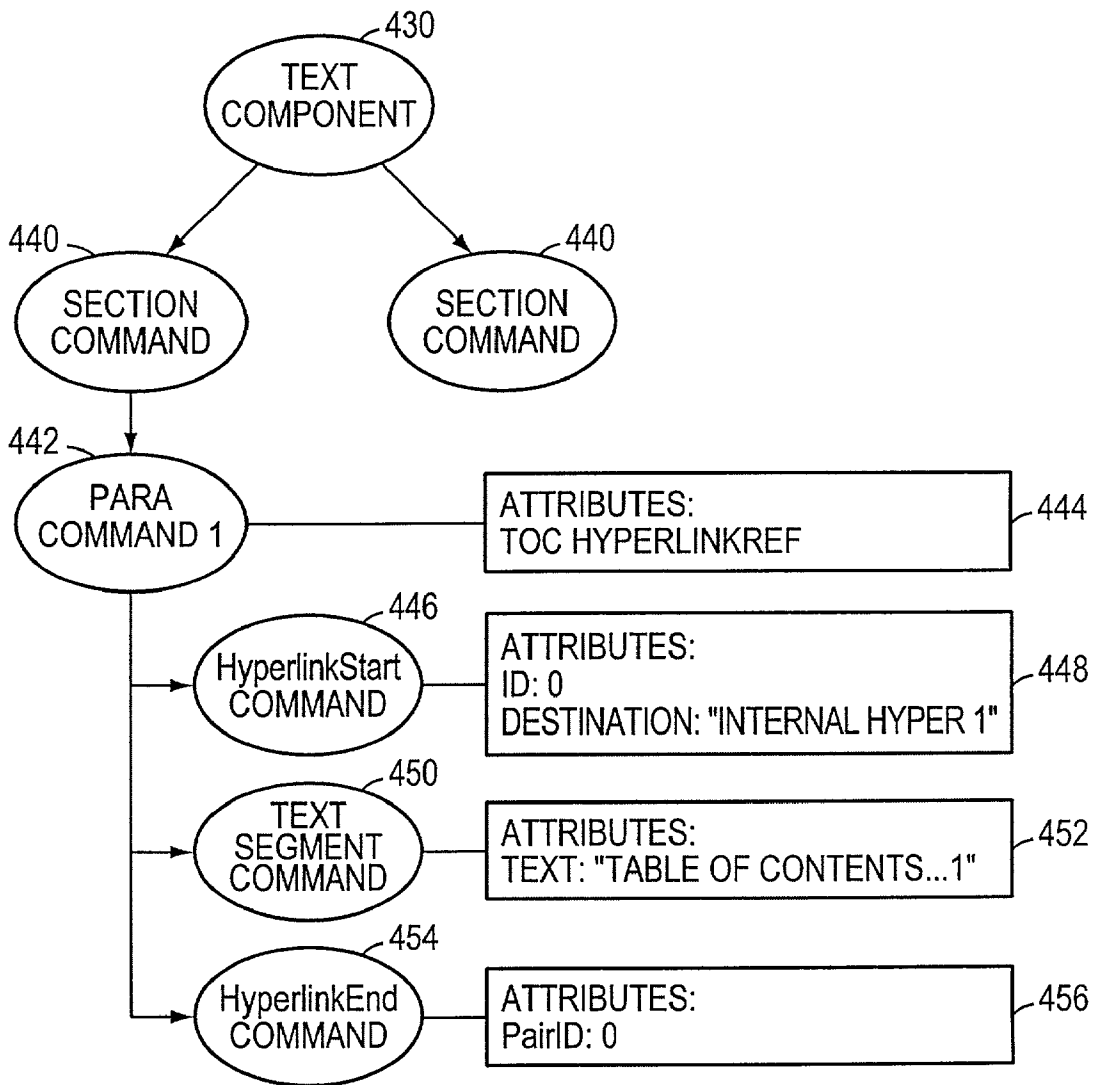 430
TEXT
COMPONENT
440
SECTION
COMMAND
440
SECTION
COMMAND
442
PARA
COMMAND 1
ATTRIBUTES:
TOC HYPERLINKREF
444
446
HyperlinkStart
COMMAND
ATTRIBUTES:
ID: 0
DESTINATION: "INTERNAL HYPER 1"
448
450
TEXT
SEGMENT
COMMAND
ATTRIBUTES:
TEXT: "TABLE OF CONTENTS...1"
452
454
HyperlinkEnd
COMMAND
ATTRIBUTES:
PairID: 0
456